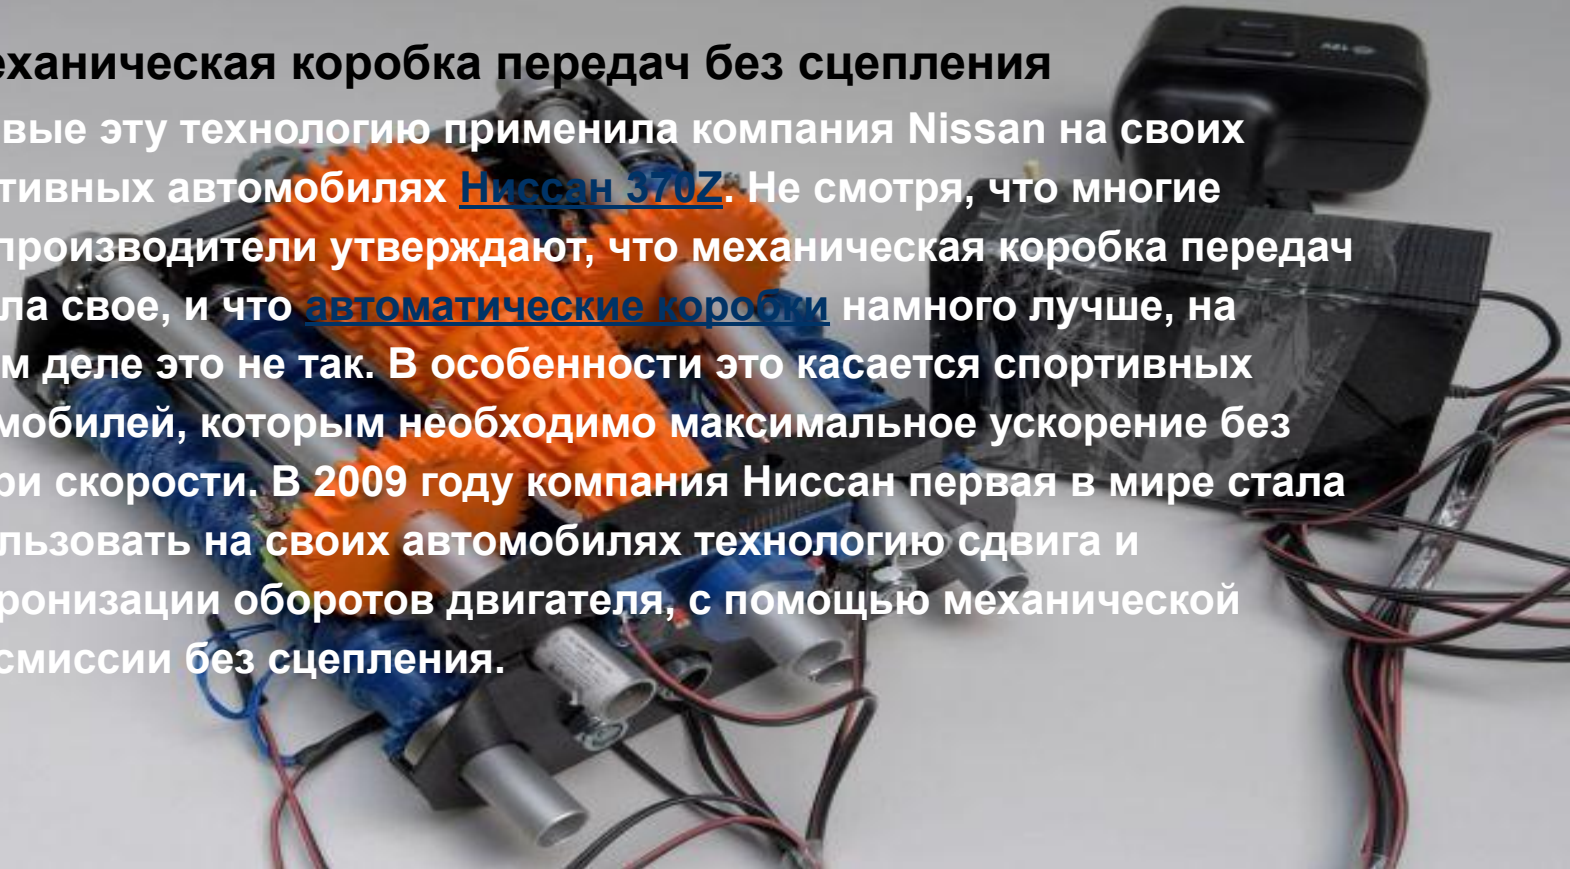 еханическая коробка передач без сцепления
вые эту технологию применила компания Nissan на своих
тивных автомобилях Ниссан 370Z. Не смотря, что многие
производители утверждают, что механическая коробка передач
ла свое, и что автоматические коробки намного лучше, на
м деле это не так. В особенности это касается спортивных
мобилей, которым необходимо максимальное ускорение без
ри скорости. В 2009 году компания Ниссан первая в мире стала
льзовать на своих автомобилях технологию сдвига и
ронизации оборотов двигателя, с помощью механической
смиссии без сцепления.